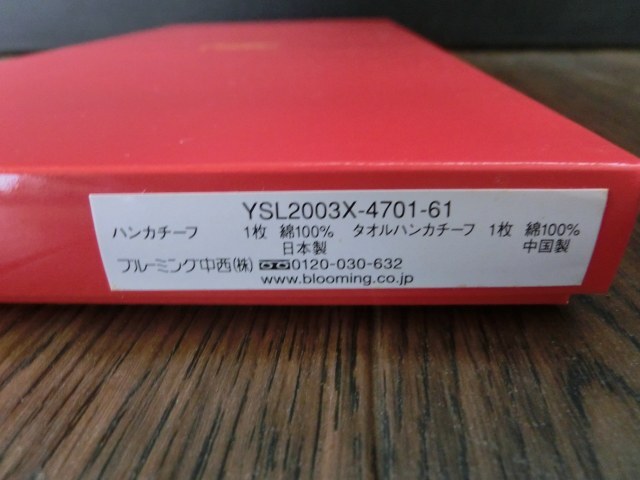 YSL2003X-4701-61
ハンカチーフ 1枚 綿100% タオルハンカチーフ 1枚 綿100%
日本製 中国製
ブルーミング中西(株) 0120-030-632
www.blooming.co.jp